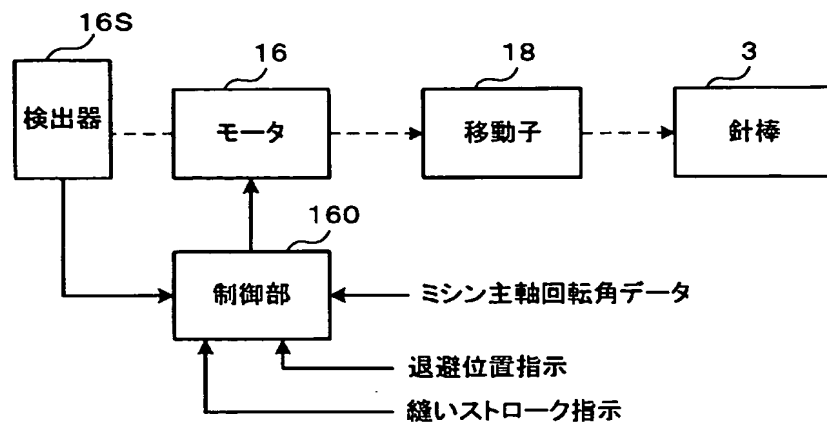 16S
16
18
3
検出器
モータ
移動子
針棒
160
制御部
ミシン主軸回転角データ
退避位置指示
縫いストローク指示